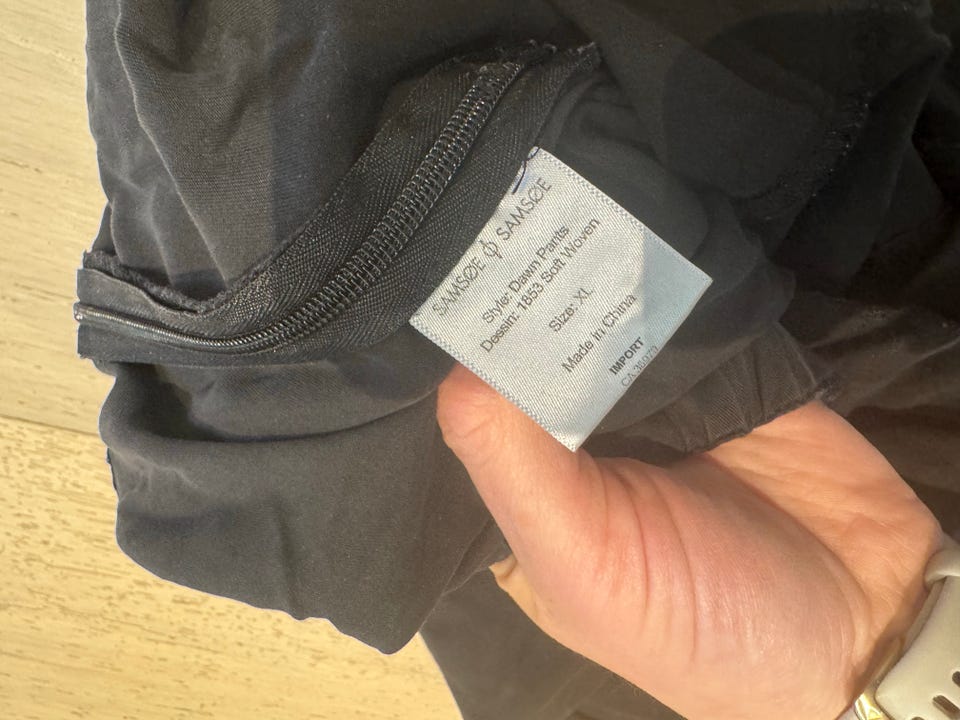 SAMSØE ϕ SAMSØE
Style: Dawn Pants
Dessin: 1853 Soft Woven
Size: XL
Made in China
IMPORT